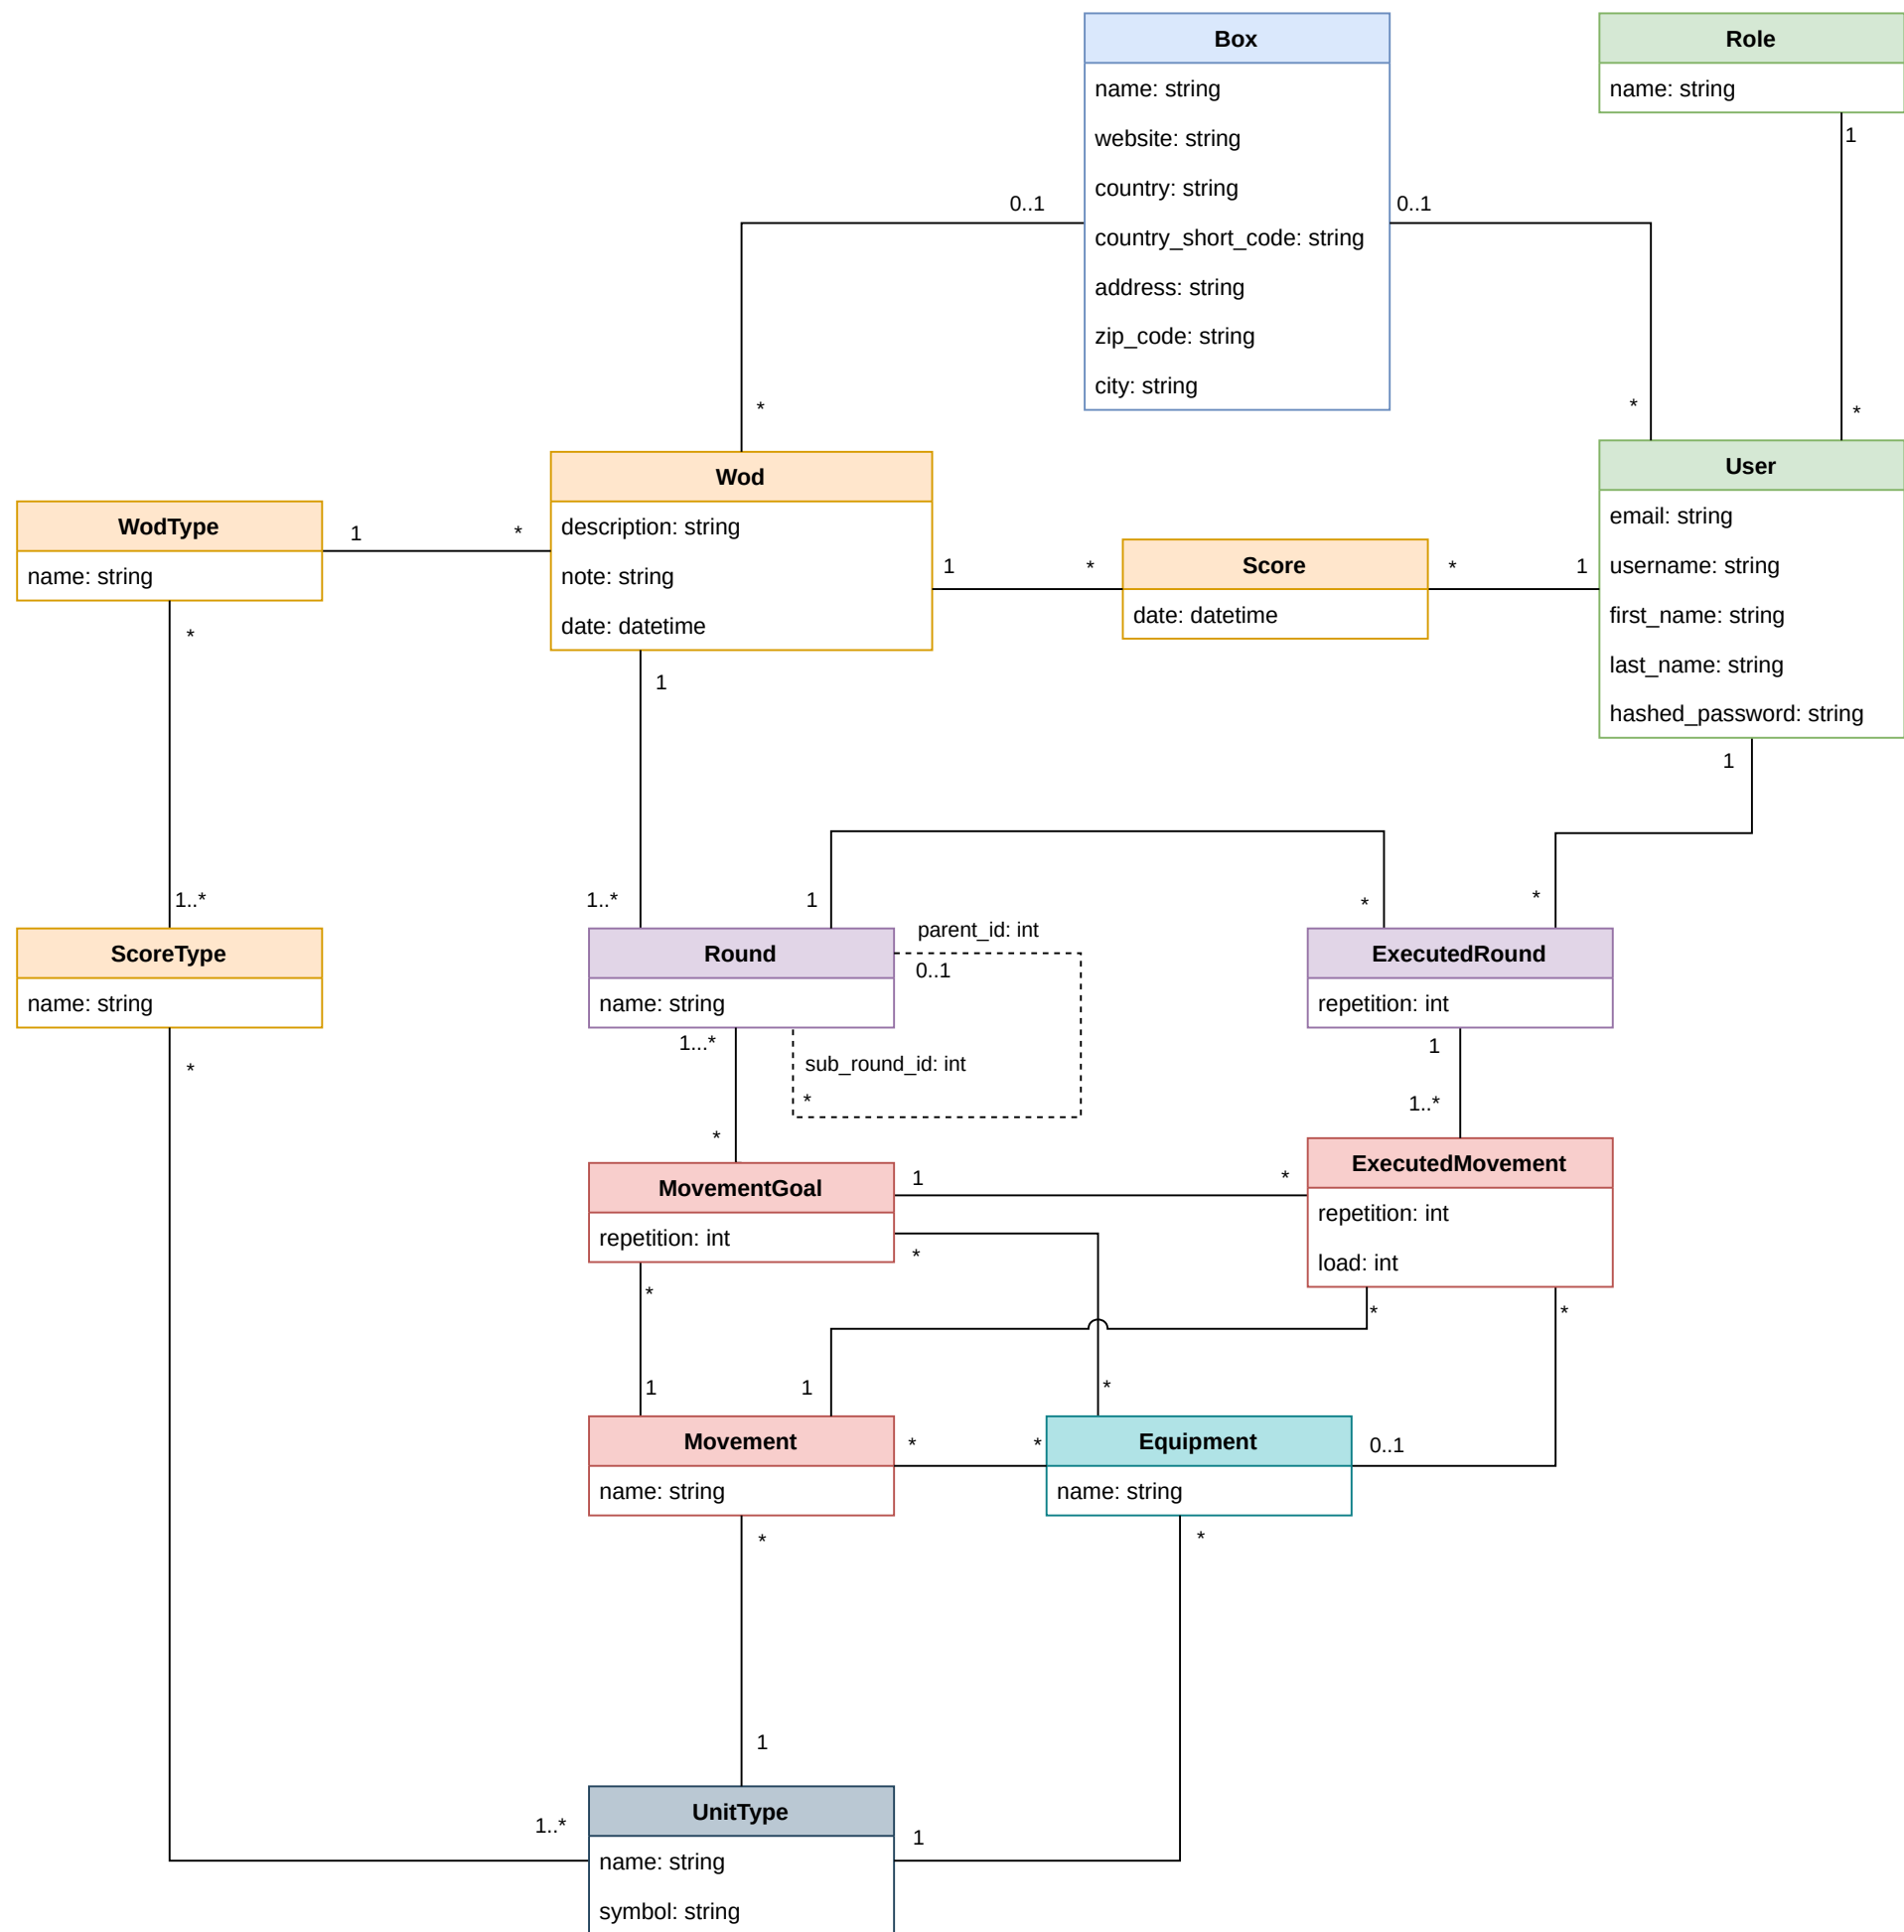 Box
name: string
website: string
country: string
country_short_code: string
address: string
zip_code: string
city: string
Role
name: string
1
*
0..1
*
0..1
*
Wod
description: string
note: string
date: datetime
WodType
name: string
1
*
Score
date: datetime
1
*
*
1
User
email: string
username: string
first_name: string
last_name: string
hashed_password: string
*
1..*
1
1..*
1
*
1
*
ScoreType
name: string
*
Round
name: string
parent_id: int
0..1
sub_round_id: int
*
1...*
*
ExecutedRound
repetition: int
1
1..*
MovementGoal
repetition: int
1
*
*
*
ExecutedMovement
repetition: int
load: int
*
*
1
1
*
Movement
name: string
*
*
Equipment
name: string
0..1
*
*
1
1..*
1
UnitType
name: string
symbol: string